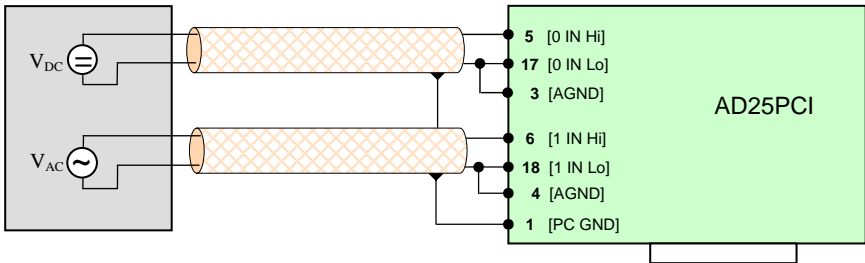 V_DC
=
V_AC
~
5 [0 IN Hi]
17 [0 IN Lo]
3 [AGND]
6 [1 IN Hi]
18 [1 IN Lo]
4 [AGND]
1 [PC GND]
AD25PCI